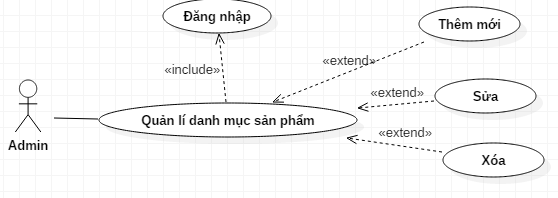 Đăng nhập
Thêm mới
«extend»
«include»
«extend»
Sửa
Quản lí danh mục sản phẩm
«extend»
Admin
Xóa